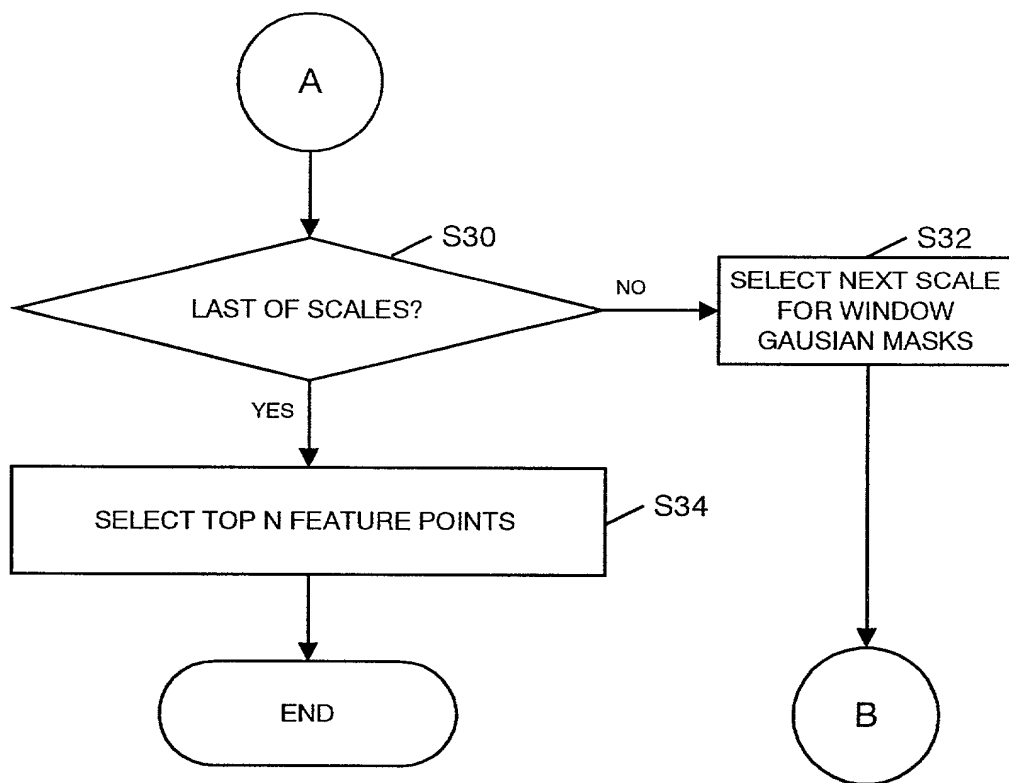 A
S30
LAST OF SCALES?
NO
S32
SELECT NEXT SCALE
FOR WINDOW
GAUSIAN MASKS
YES
SELECT TOP N FEATURE POINTS
S34
END
B